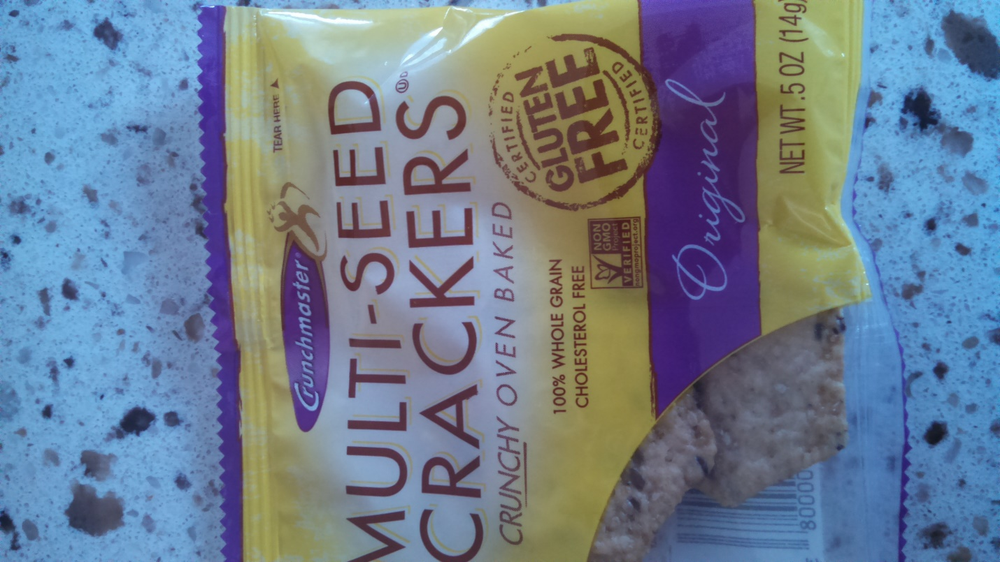 TEAR HERE
Crunchmaster®
MULTI-SEED
CRACKERS
U D
CRUNCHY OVEN BAKED
CERTIFIED
GLUTEN
FREE
CERTIFIED
100% WHOLE GRAIN
CHOLESTEROL FREE
NON
GMO
Project
VERIFIED
nongmoproject.org
Original
NET WT .5 OZ (14g)